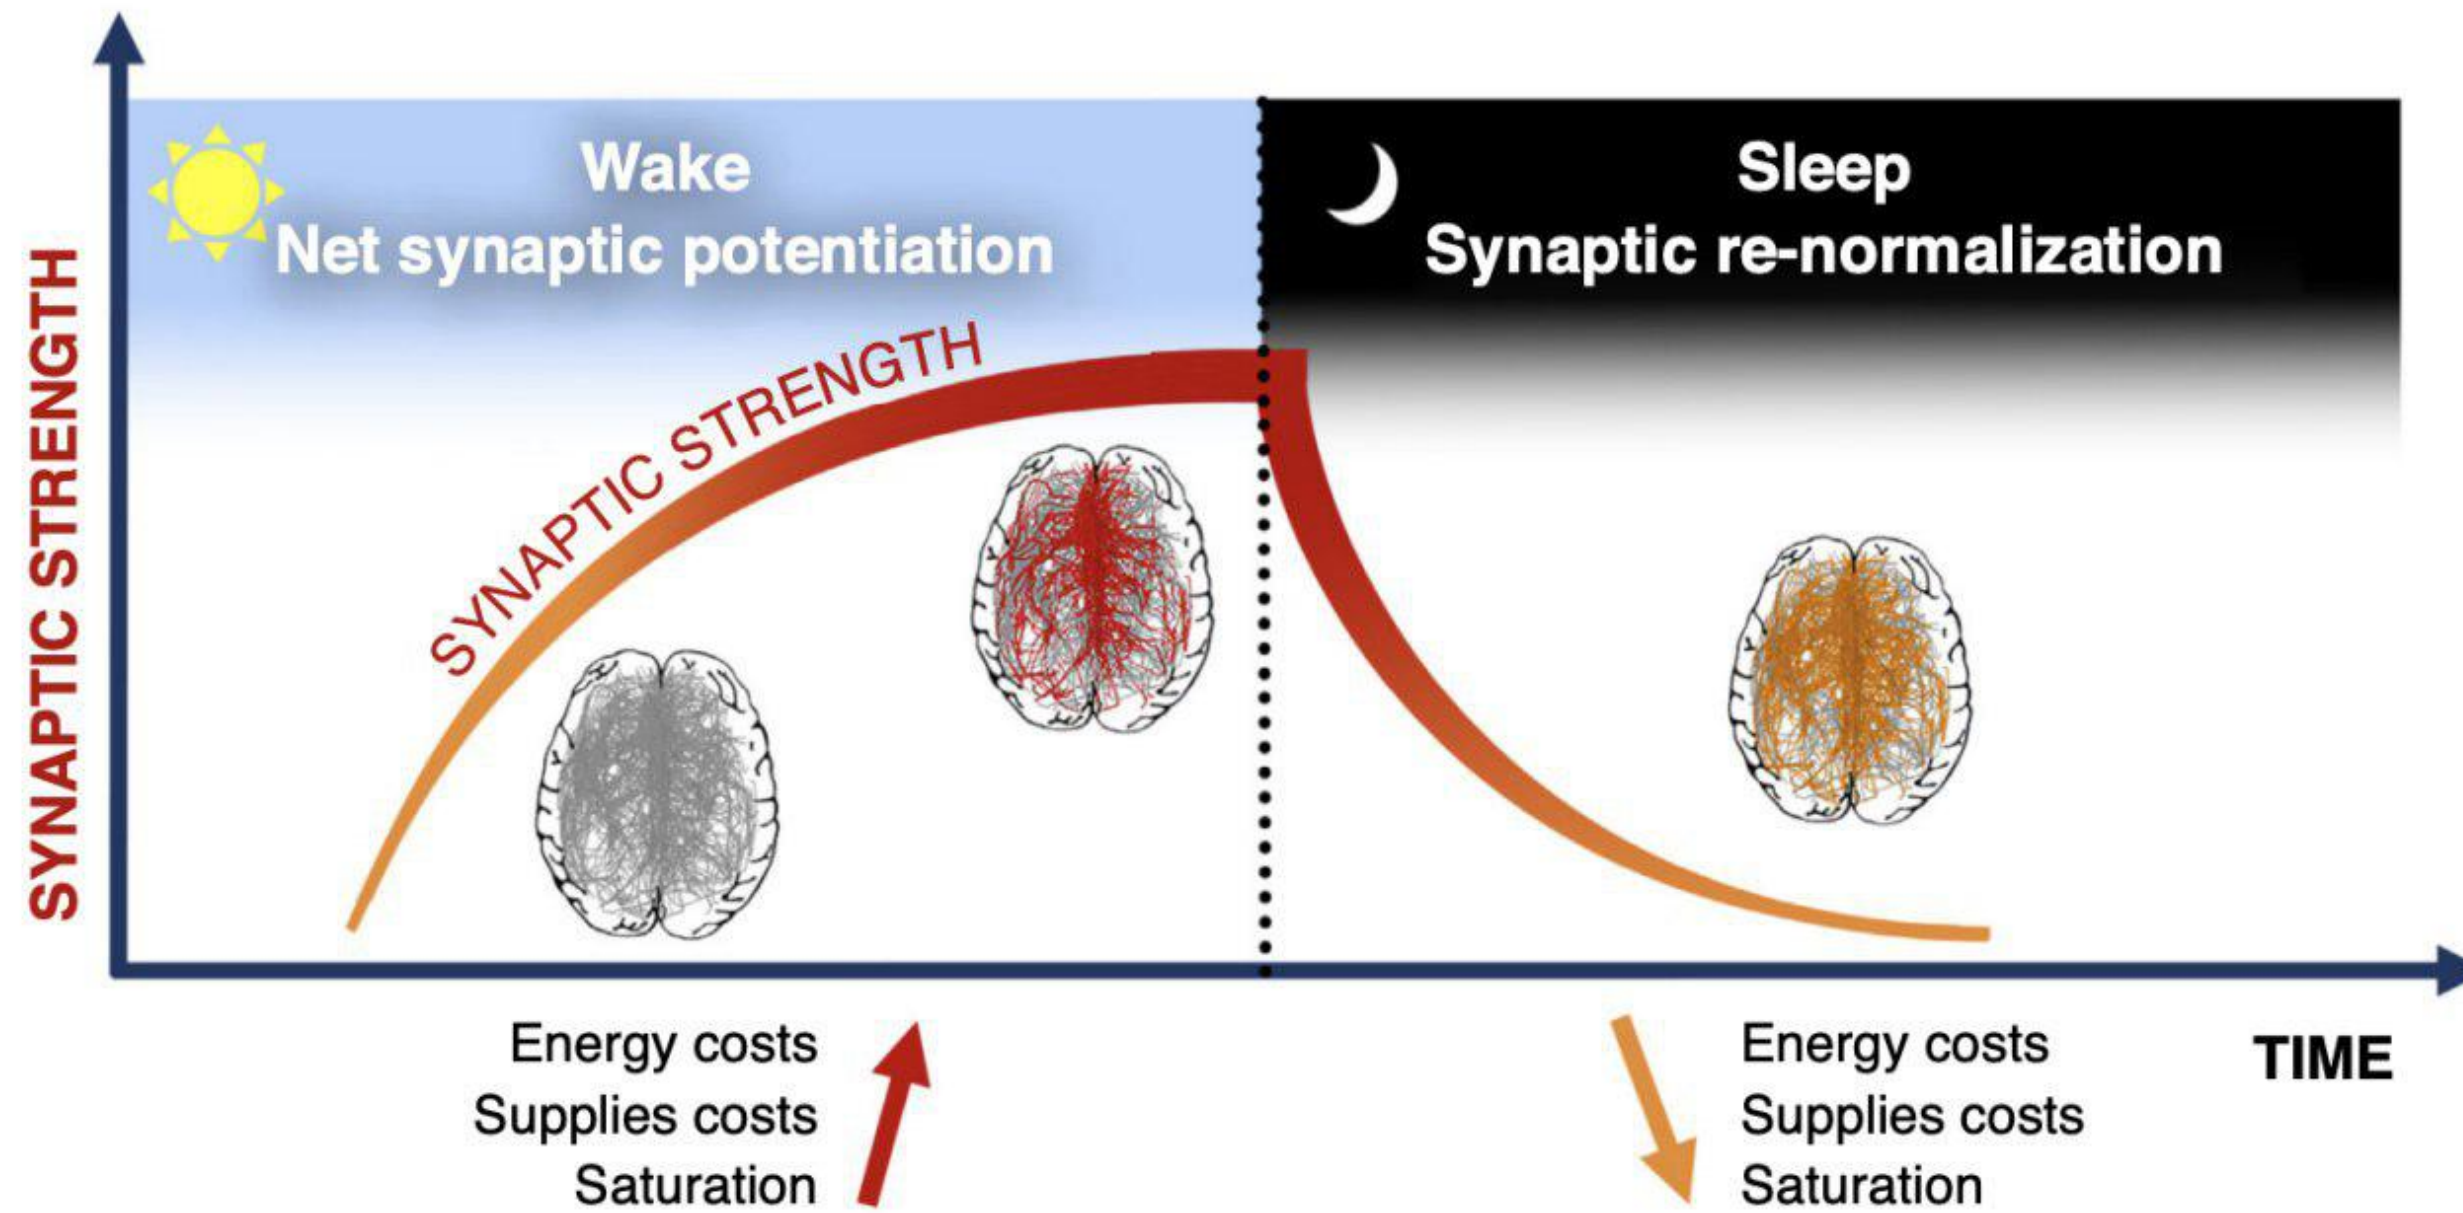 Wake
Net synaptic potentiation
Sleep
Synaptic re-normalization
SYNAPTIC STRENGTH
SYNAPTIC STRENGTH
Energy costs
Supplies costs
Saturation
Energy costs
Supplies costs
Saturation
TIME